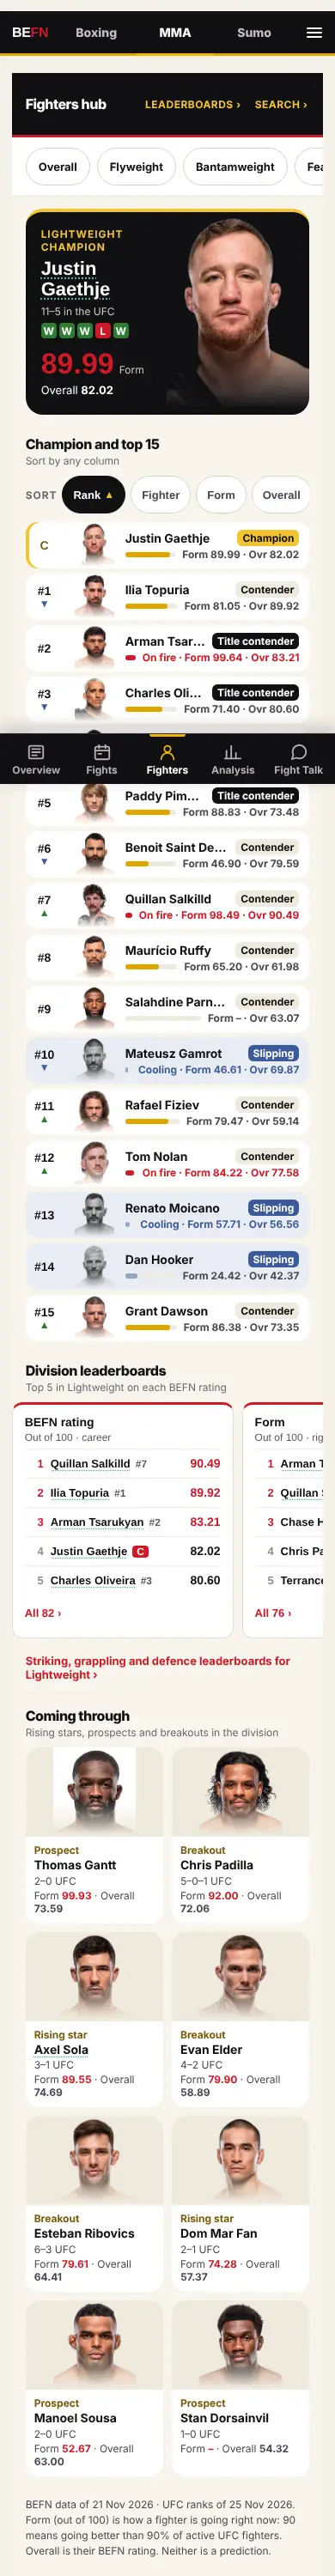 BEFN Boxing MMA Sumo
Fighters hub LEADERBOARDS › SEARCH ›
Overall Flyweight Bantamweight Fea
LIGHTWEIGHT
CHAMPION
Justin
Gaethje
11–5 in the UFC
W W W L W
89.99 Form
Overall 82.02
Champion and top 15
Sort by any column
SORT Rank ▲ Fighter Form Overall
C Justin Gaethje Champion
Form 89.99 · Ovr 82.02
#1 Ilia Topuria Contender
▼ Form 81.05 · Ovr 89.92
#2 Arman Tsar... Title contender
On fire · Form 99.64 · Ovr 83.21
#3 Charles Oli... Title contender
▼ Form 71.40 · Ovr 80.60
Overview Fights Fighters Analysis Fight Talk
#5 Paddy Pim... Title contender
Form 88.83 · Ovr 73.48
#6 Benoit Saint De... Contender
▼ Form 46.90 · Ovr 79.59
#7 Quillan Salkilld Contender
▲ On fire · Form 98.49 · Ovr 90.49
#8 Maurício Ruffy Contender
Form 65.20 · Ovr 61.98
#9 Salahdine Parn... Contender
Form – · Ovr 63.07
#10 Mateusz Gamrot Slipping
▼ Cooling · Form 46.61 · Ovr 69.87
#11 Rafael Fiziev Contender
▲ Form 79.47 · Ovr 59.14
#12 Tom Nolan Contender
▲ On fire · Form 84.22 · Ovr 77.58
#13 Renato Moicano Slipping
Cooling · Form 57.71 · Ovr 56.56
#14 Dan Hooker Slipping
Form 24.42 · Ovr 42.37
#15 Grant Dawson Contender
▲ Form 86.38 · Ovr 73.35
Division leaderboards
Top 5 in Lightweight on each BEFN rating
BEFN rating
Out of 100 · career
1 Quillan Salkilld #7 90.49
2 Ilia Topuria #1 89.92
3 Arman Tsarukyan #2 83.21
4 Justin Gaethje C 82.02
5 Charles Oliveira #3 80.60
All 82 ›
Form
Out of 100 · rig
1 Arman T
2 Quillan S
3 Chase H
4 Chris Pa
5 Terrance
All 76 ›
Striking, grappling and defence leaderboards for
Lightweight ›
Coming through
Rising stars, prospects and breakouts in the division
Prospect
Thomas Gantt
2–0 UFC
Form 99.93 · Overall
73.59
Breakout
Chris Padilla
5–0–1 UFC
Form 92.00 · Overall
72.06
Rising star
Axel Sola
3–1 UFC
Form 89.55 · Overall
74.69
Breakout
Evan Elder
4–2 UFC
Form 79.90 · Overall
58.89
Breakout
Esteban Ribovics
6–3 UFC
Form 79.61 · Overall
64.41
Rising star
Dom Mar Fan
2–1 UFC
Form 74.28 · Overall
57.37
Prospect
Manoel Sousa
2–0 UFC
Form 52.67 · Overall
63.00
Prospect
Stan Dorsainvil
1–0 UFC
Form – · Overall 54.32
BEFN data of 21 Nov 2026 · UFC ranks of 25 Nov 2026.
Form (out of 100) is how a fighter is going right now: 90
means going better than 90% of active UFC fighters.
Overall is their BEFN rating. Neither is a prediction.